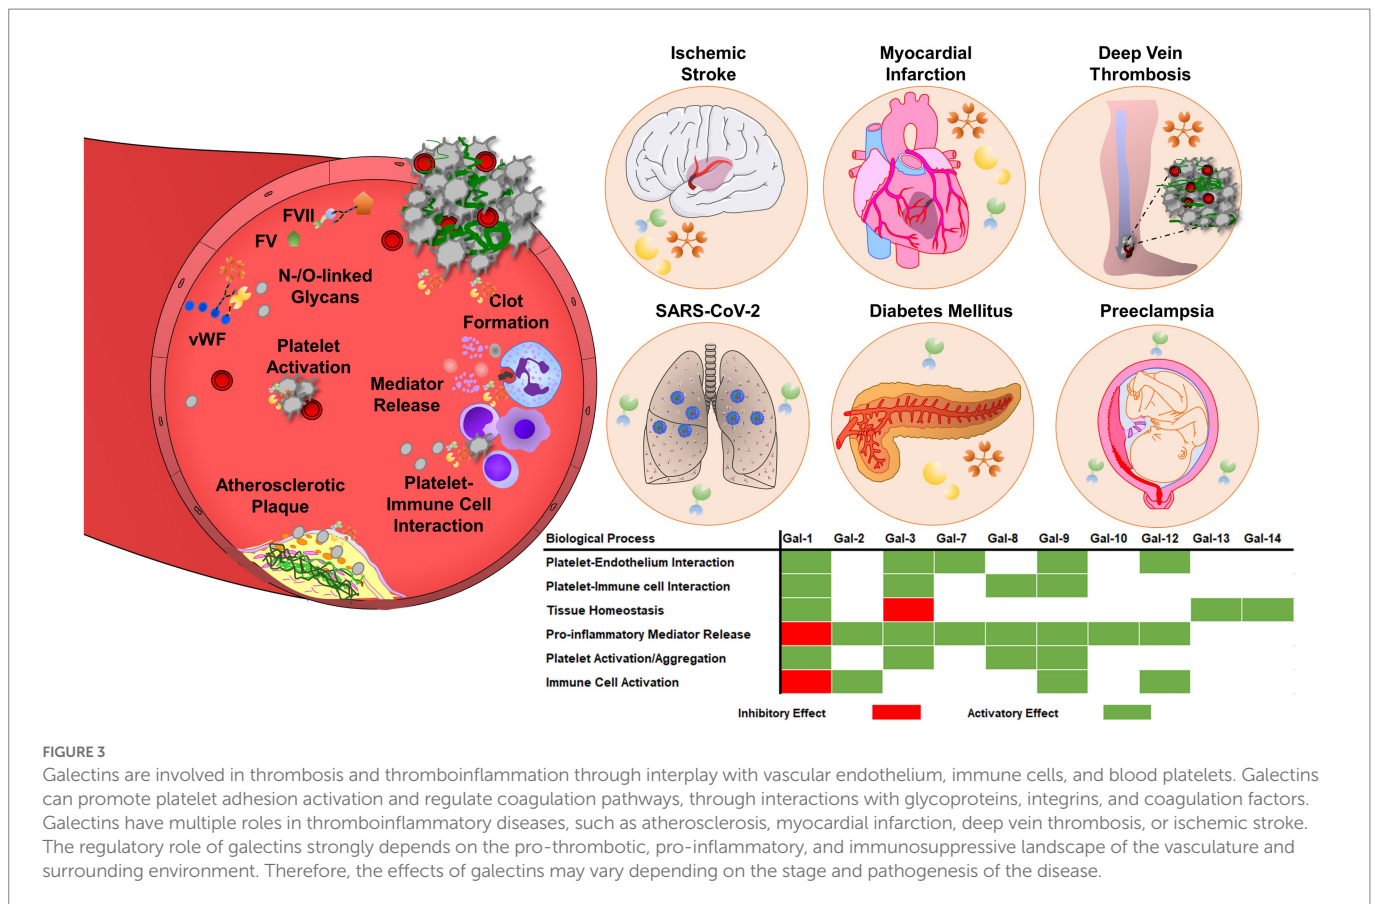 Ischemic
Stroke
Myocardial
Infarction
Deep Vein
Thrombosis
FVII
FV
N-/O-linked
Glycans
Clot
Formation
vWF
Platelet
Activation
Mediator
Release
Atherosclerotic
Plaque
Platelet-
Immune Cell
Interaction
SARS-CoV-2
Diabetes Mellitus
Preeclampsia
Biological Process Gal-1 Gal-2 Gal-3 Gal-7 Gal-8 Gal-9 Gal-10 Gal-12 Gal-13 Gal-14
Platelet-Endothelium Interaction
Platelet-Immune cell Interaction
Tissue Homeostasis
Pro-inflammatory Mediator Release
Platelet Activation/Aggregation
Immune Cell Activation
Inhibitory Effect Activatory Effect
FIGURE 3
Galectins are involved in thrombosis and thromboinflammation through interplay with vascular endothelium, immune cells, and blood platelets. Galectins
can promote platelet adhesion activation and regulate coagulation pathways, through interactions with glycoproteins, integrins, and coagulation factors.
Galectins have multiple roles in thromboinflammatory diseases, such as atherosclerosis, myocardial infarction, deep vein thrombosis, or ischemic stroke.
The regulatory role of galectins strongly depends on the pro-thrombotic, pro-inflammatory, and immunosuppressive landscape of the vasculature and
surrounding environment. Therefore, the effects of galectins may vary depending on the stage and pathogenesis of the disease.